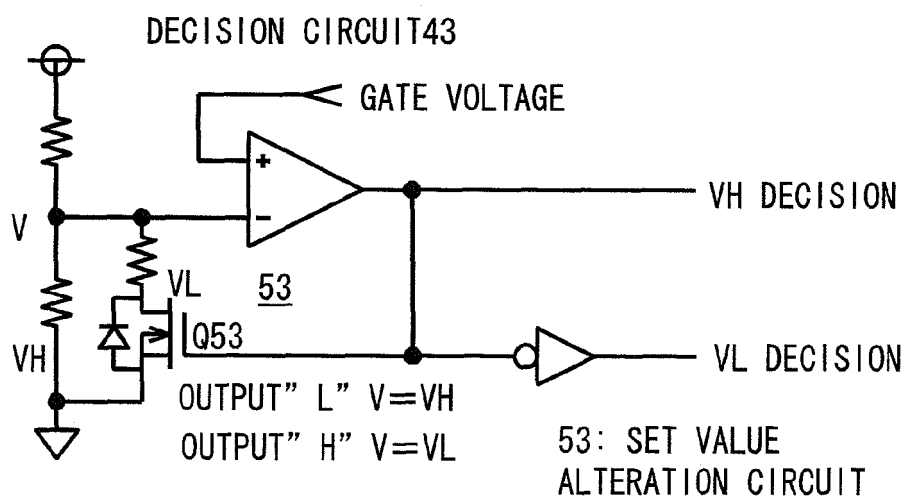 DECISION CIRCUIT43
GATE VOLTAGE
+
−
VH DECISION
V
53
VL
Q53
VH
VL DECISION
OUTPUT" L" V=VH
OUTPUT" H" V=VL
53: SET VALUE
ALTERATION CIRCUIT